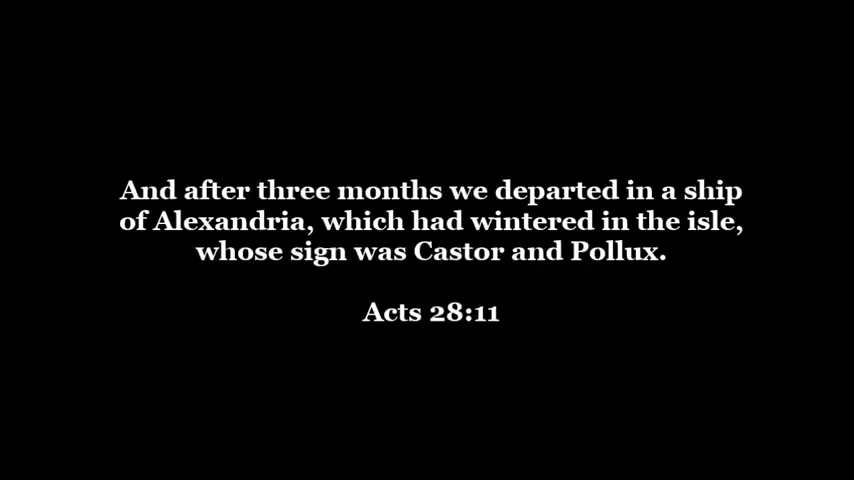 And after three months we departed in a ship
of Alexandria, which had wintered in the isle,
whose sign was Castor and Pollux.
Acts 28:11